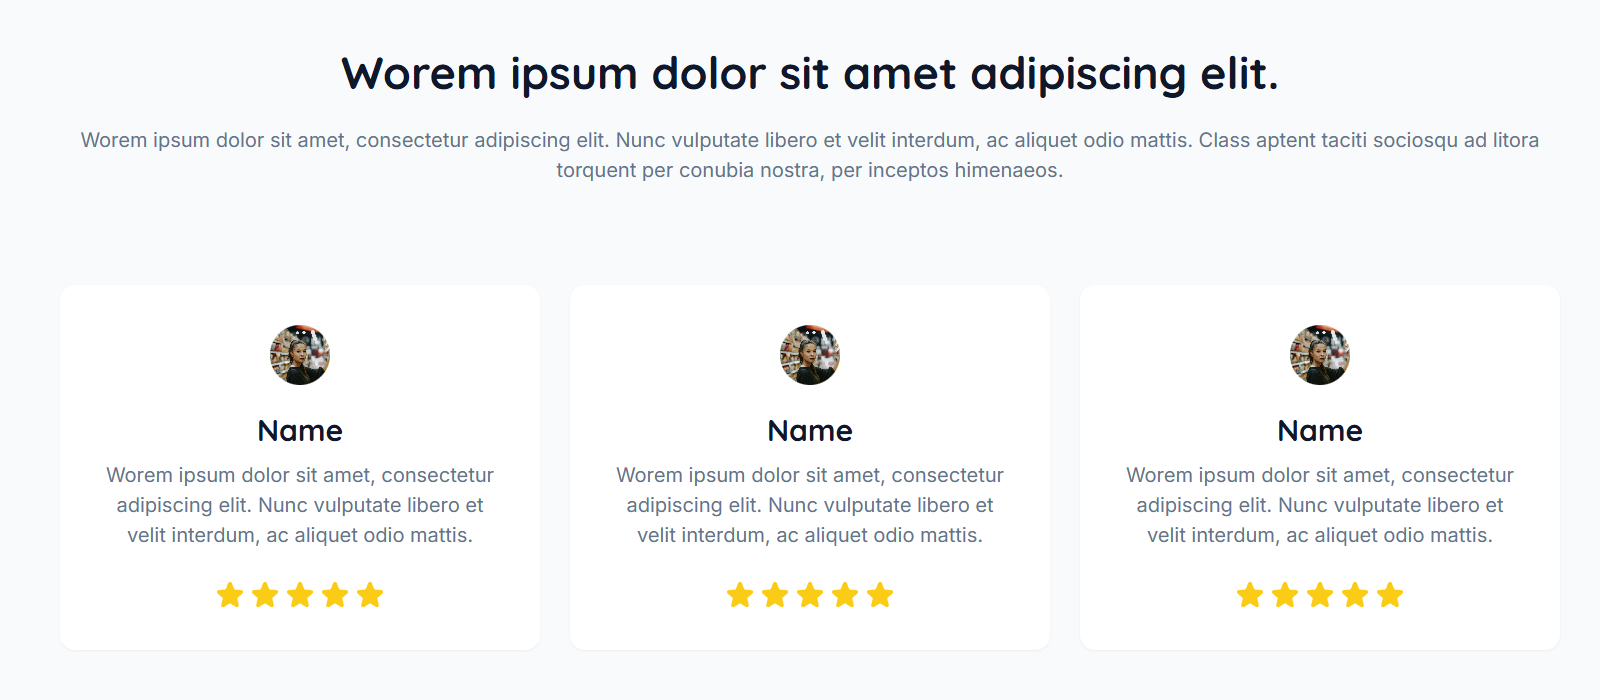 Worem ipsum dolor sit amet adipiscing elit.
Worem ipsum dolor sit amet, consectetur adipiscing elit. Nunc vulputate libero et velit interdum, ac aliquet odio mattis. Class aptent taciti sociosqu ad litora
torquent per conubia nostra, per inceptos himenaeos.
Name
Worem ipsum dolor sit amet, consectetur
adipiscing elit. Nunc vulputate libero et
velit interdum, ac aliquet odio mattis.
Name
Worem ipsum dolor sit amet, consectetur
adipiscing elit. Nunc vulputate libero et
velit interdum, ac aliquet odio mattis.
Name
Worem ipsum dolor sit amet, consectetur
adipiscing elit. Nunc vulputate libero et
velit interdum, ac aliquet odio mattis.